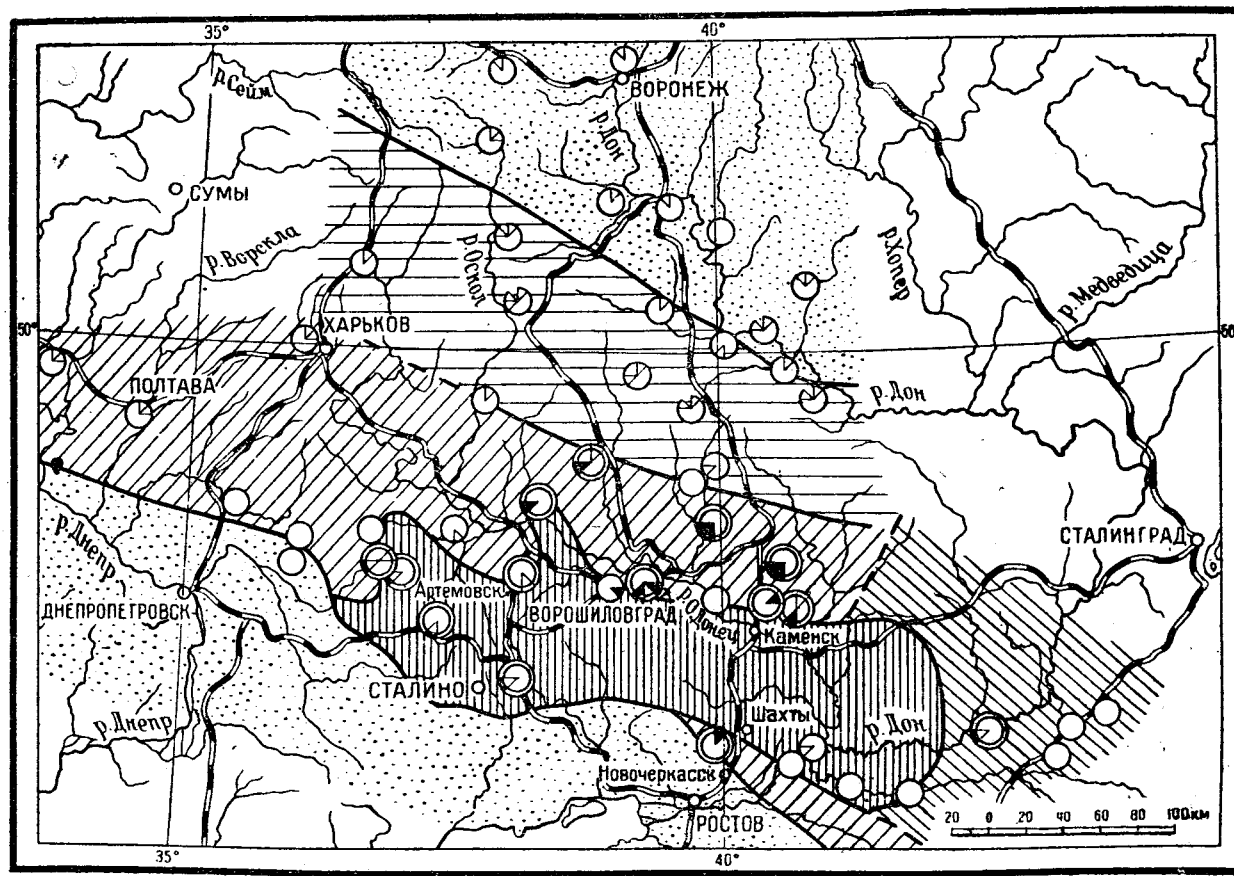 35°
40°
р.Сейм
ВОРОНЕЖ
р.Дон
СУМЫ
р.Ворскла
р.Оскол
р.Хопер
р.Медведица
50°
ХАРЬКОВ
ПОЛТАВА
р.Дон
р.Днепр
СТАЛИНГРАД
ДНЕПРОПЕТРОВСК
Артемовск
ВОРОШИЛОВГРАД
р.Донец
Каменск
СТАЛИНО
р.Днепр
Шахты
р.Дон
Новочеркасск
РОСТОВ
20 0 20 40 60 80 100км
35°
40°